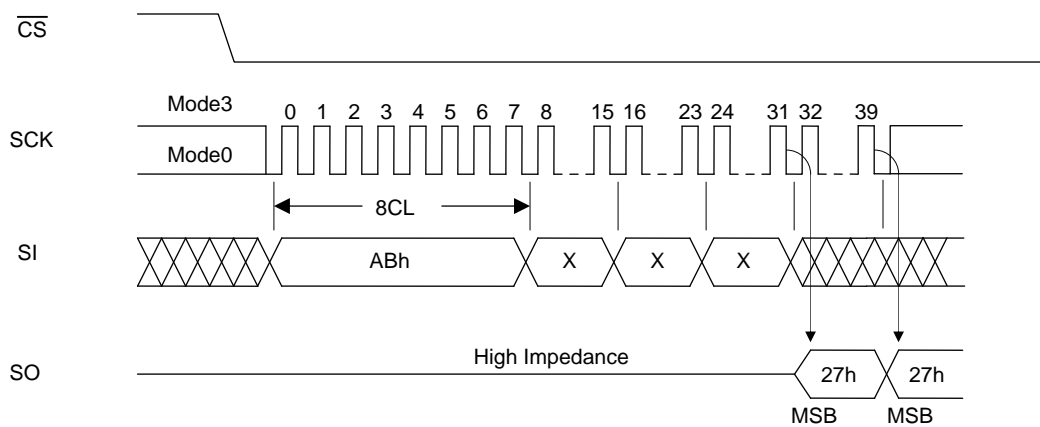 CS
Mode3
0 1 2 3 4 5 6 7 8 15 16 23 24 31 32 39
SCK
Mode0
8CL
SI
ABh X X X
High Impedance
SO
27h 27h
MSB MSB